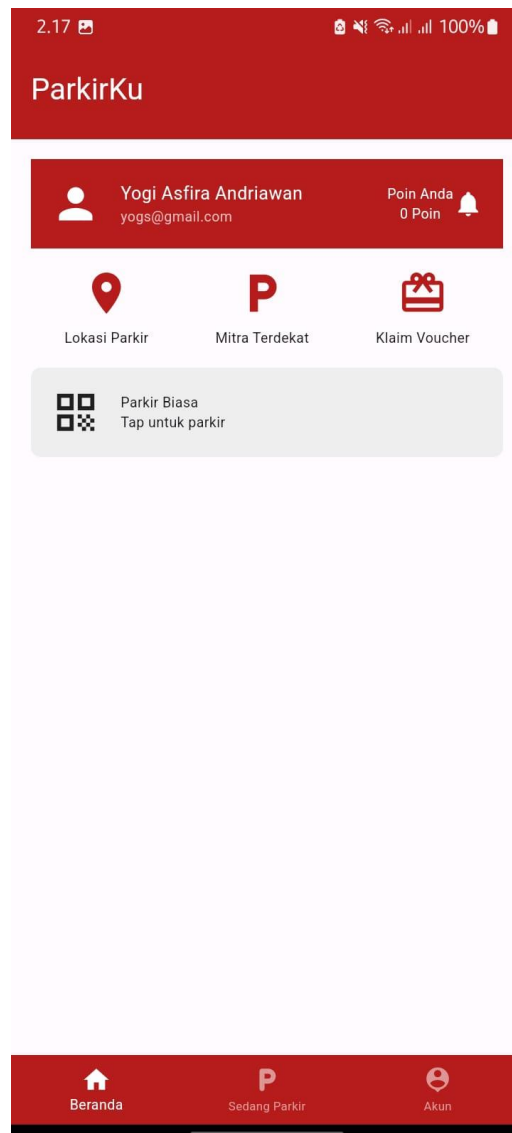 2.17 100%
ParkirKu
Yogi Asfira Andriawan
yogs@gmail.com
Poin Anda
0 Poin
Lokasi Parkir
P
Mitra Terdekat
Klaim Voucher
Parkir Biasa
Tap untuk parkir
Beranda
P
Sedang Parkir
Akun